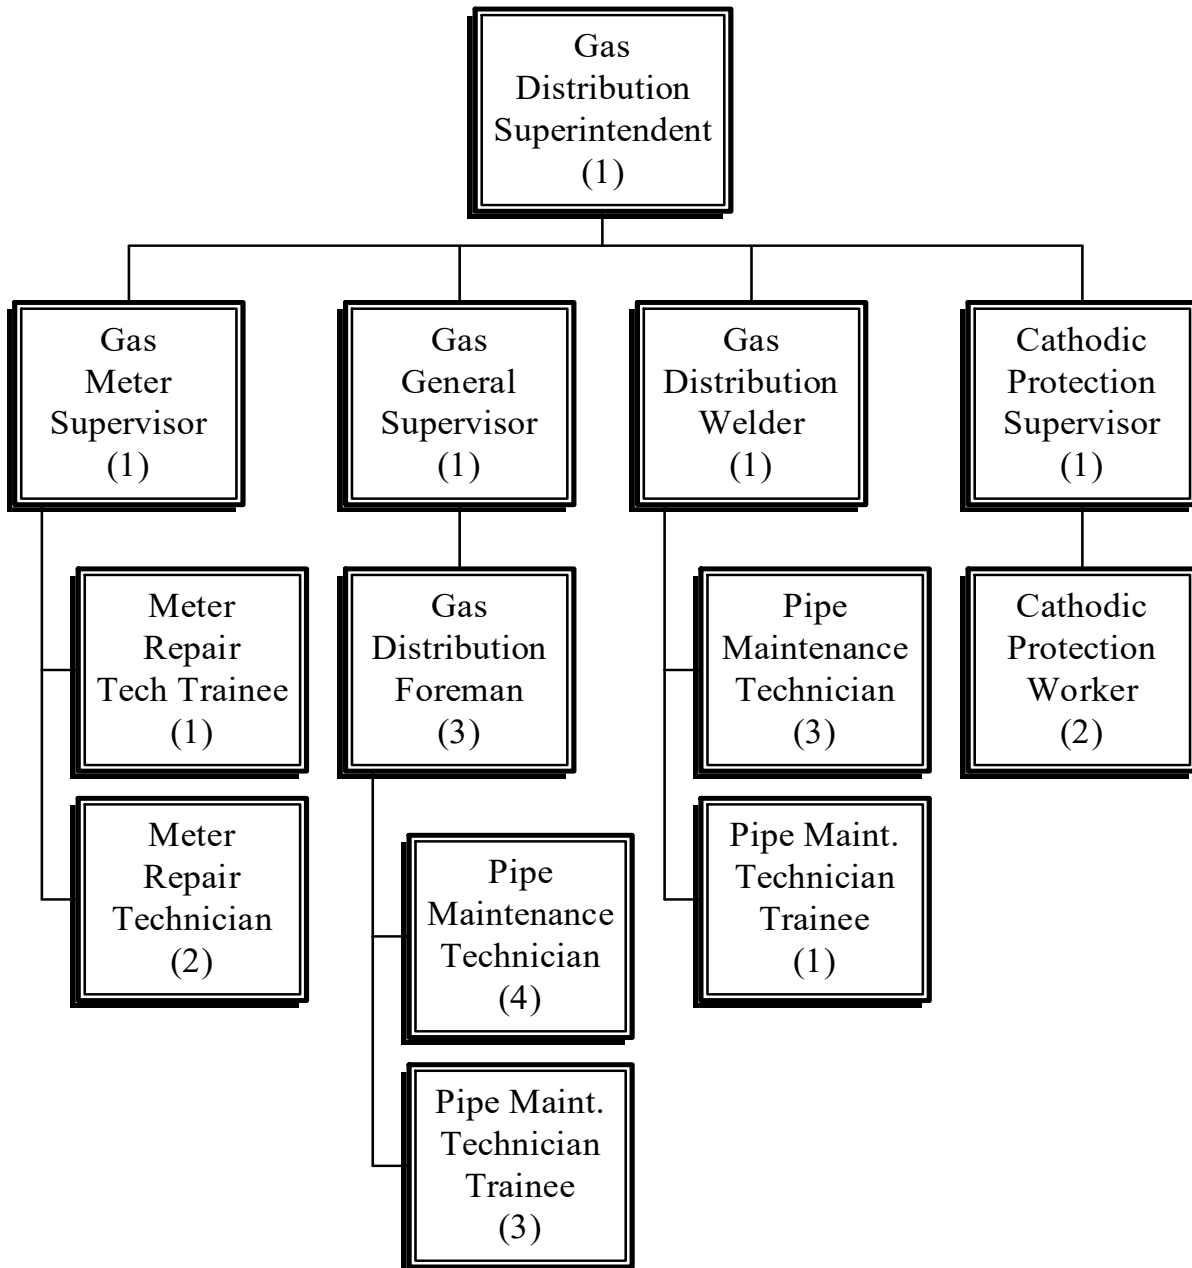 Gas
Distribution
Superintendent
(1)
Gas
Meter
Supervisor
(1)
Gas
General
Supervisor
(1)
Gas
Distribution
Welder
(1)
Cathodic
Protection
Supervisor
(1)
Meter
Repair
Tech Trainee
(1)
Gas
Distribution
Foreman
(3)
Pipe
Maintenance
Technician
(3)
Cathodic
Protection
Worker
(2)
Meter
Repair
Technician
(2)
Pipe
Maintenance
Technician
(4)
Pipe Maint.
Technician
Trainee
(1)
Pipe Maint.
Technician
Trainee
(3)